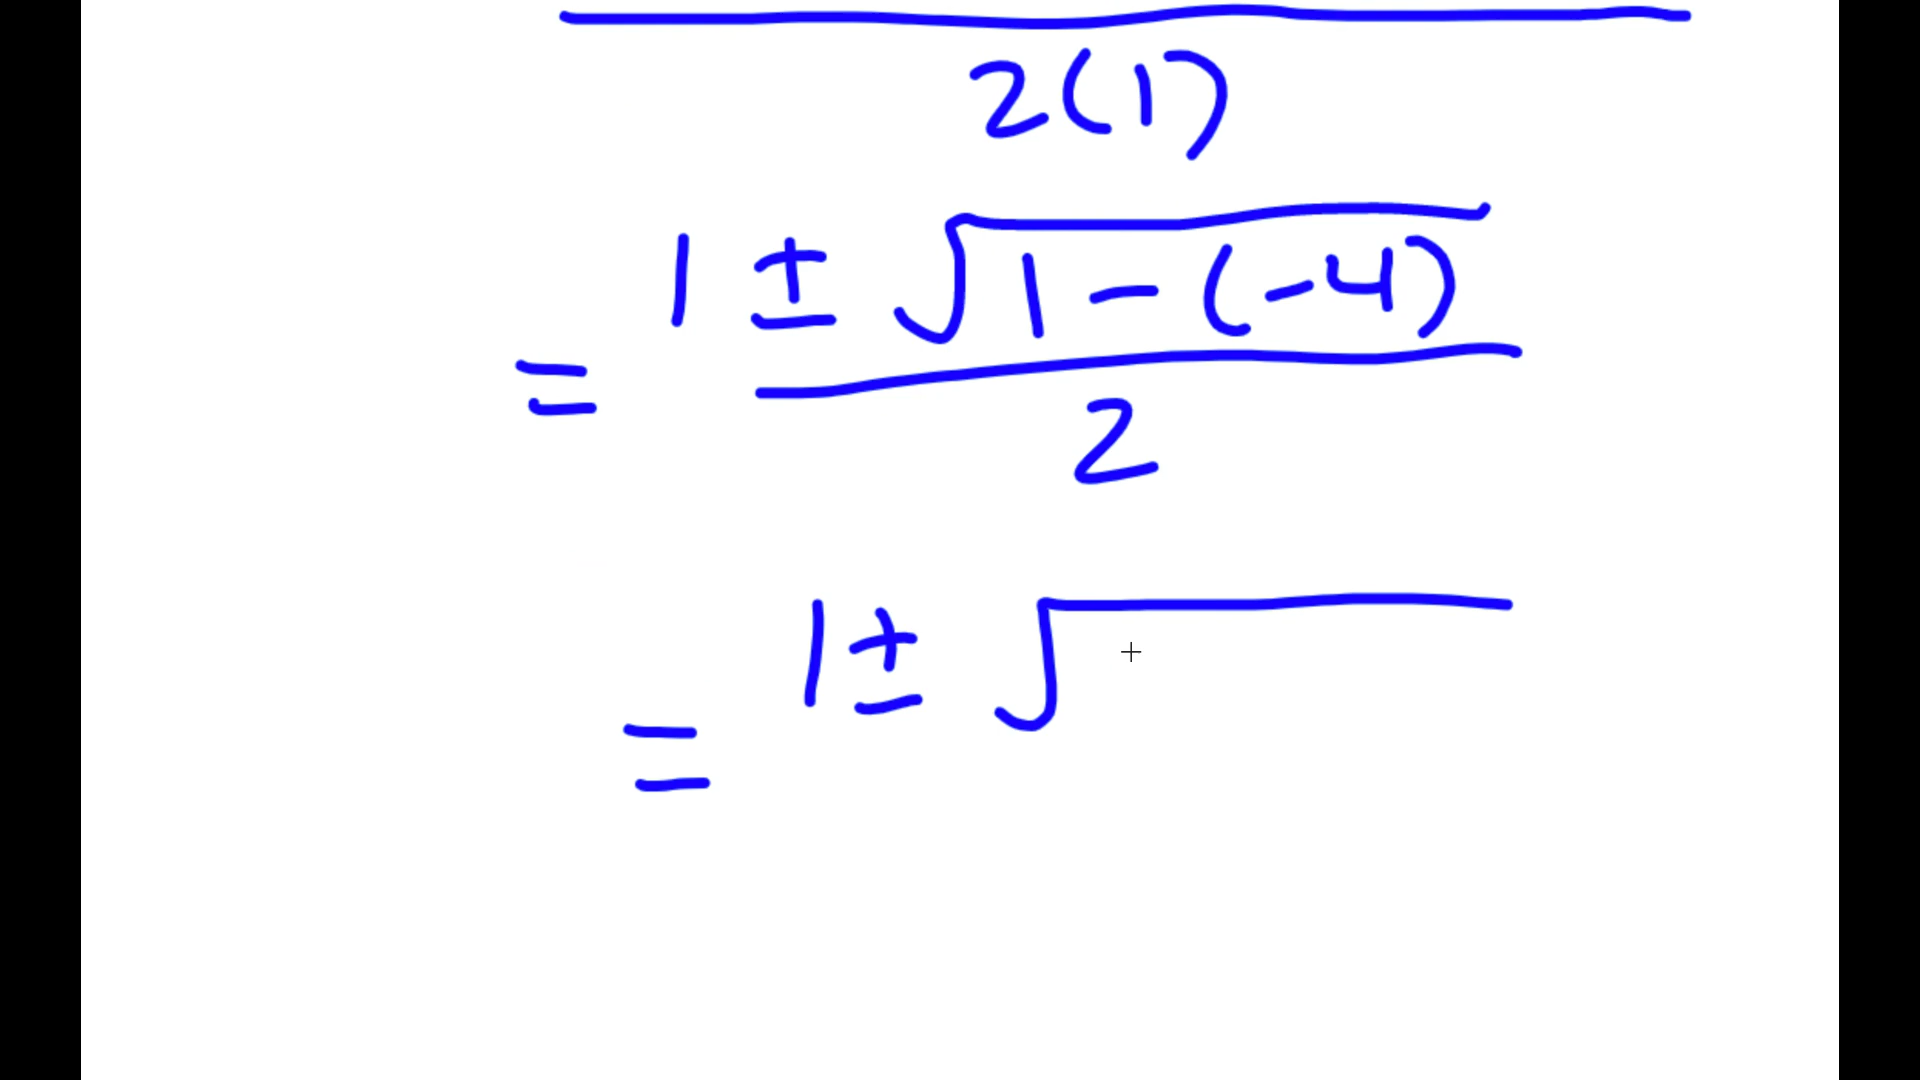 2(1)
= 1 ± √1 - (-4)
2
= 1 ± √